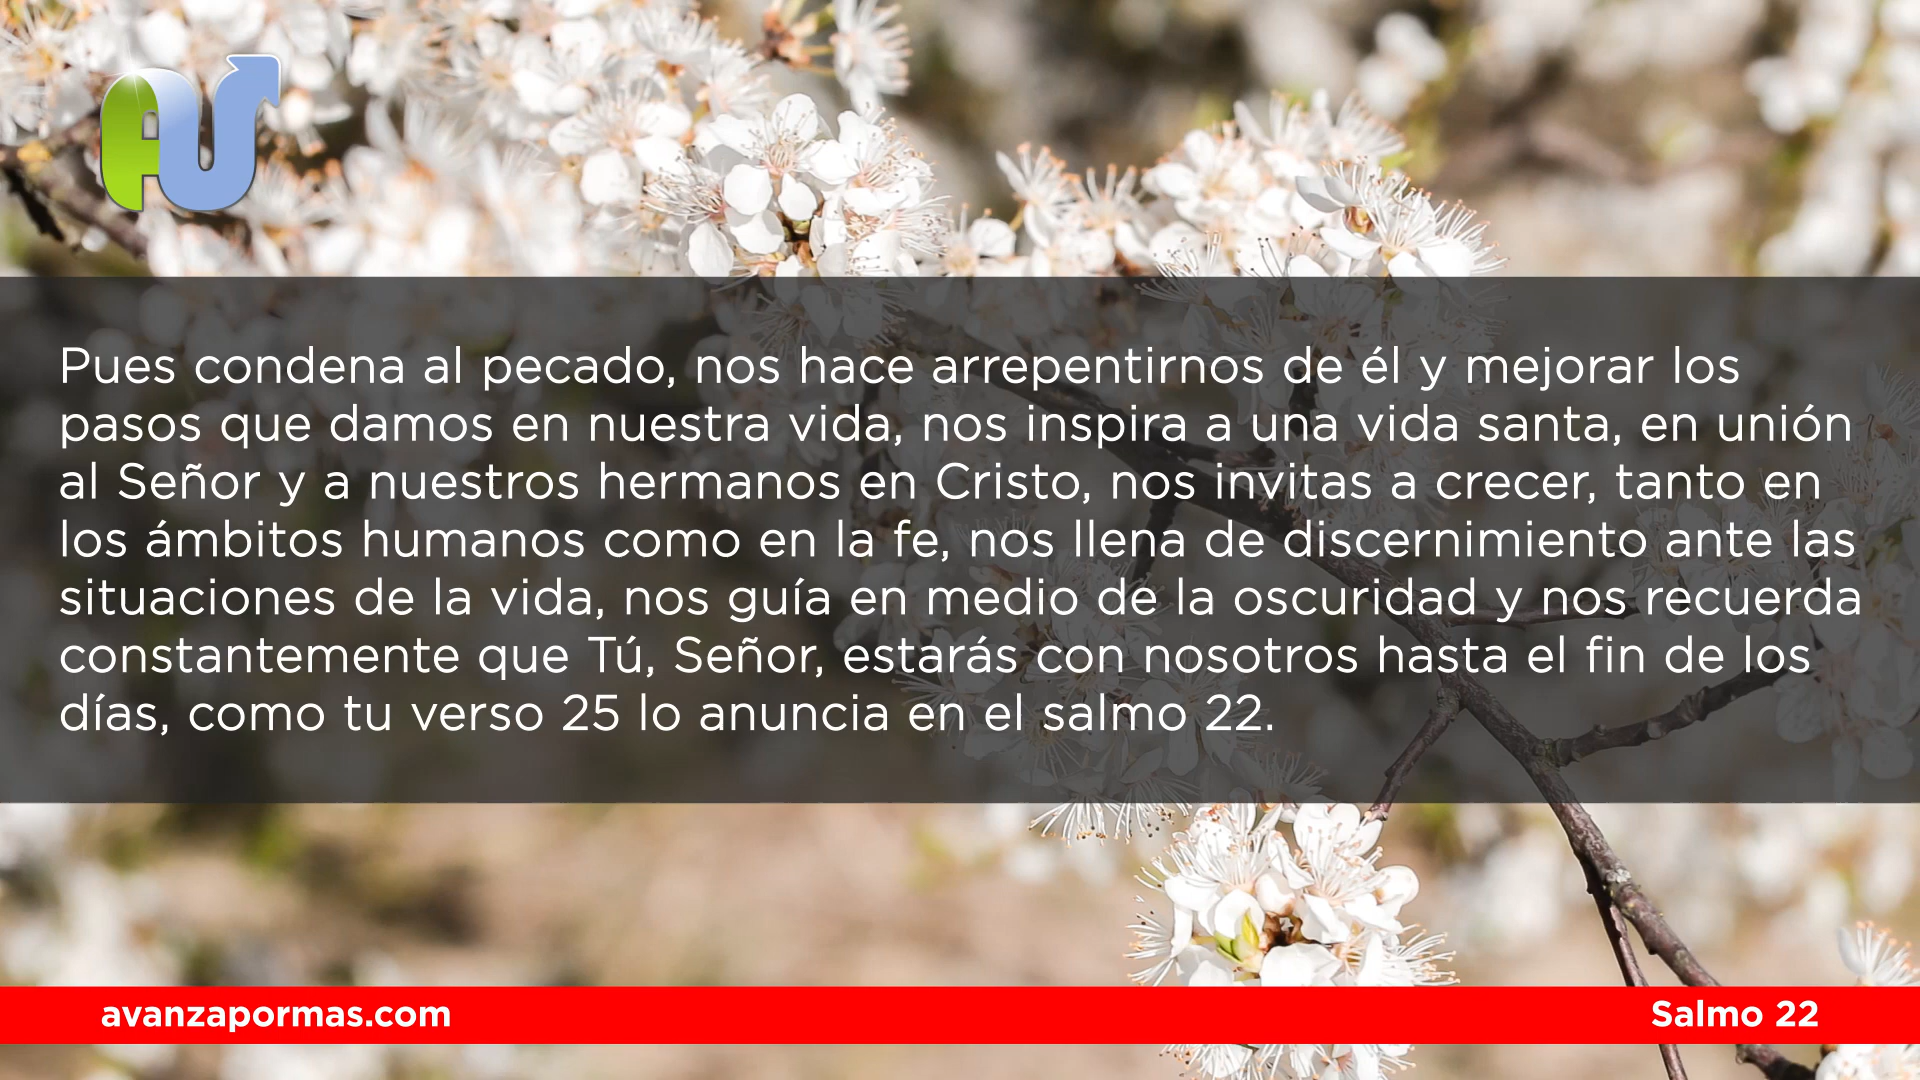 Pues condena al pecado, nos hace arrepentirnos de él y mejorar los
pasos que damos en nuestra vida, nos inspira a una vida santa, en unión
al Señor y a nuestros hermanos en Cristo, nos invitas a crecer, tanto en
los ámbitos humanos como en la fe, nos llena de discernimiento ante las
situaciones de la vida, nos guía en medio de la oscuridad y nos recuerda
constantemente que Tú, Señor, estarás con nosotros hasta el fin de los
días, como tu verso 25 lo anuncia en el salmo 22.
avanzapormas.com
Salmo 22